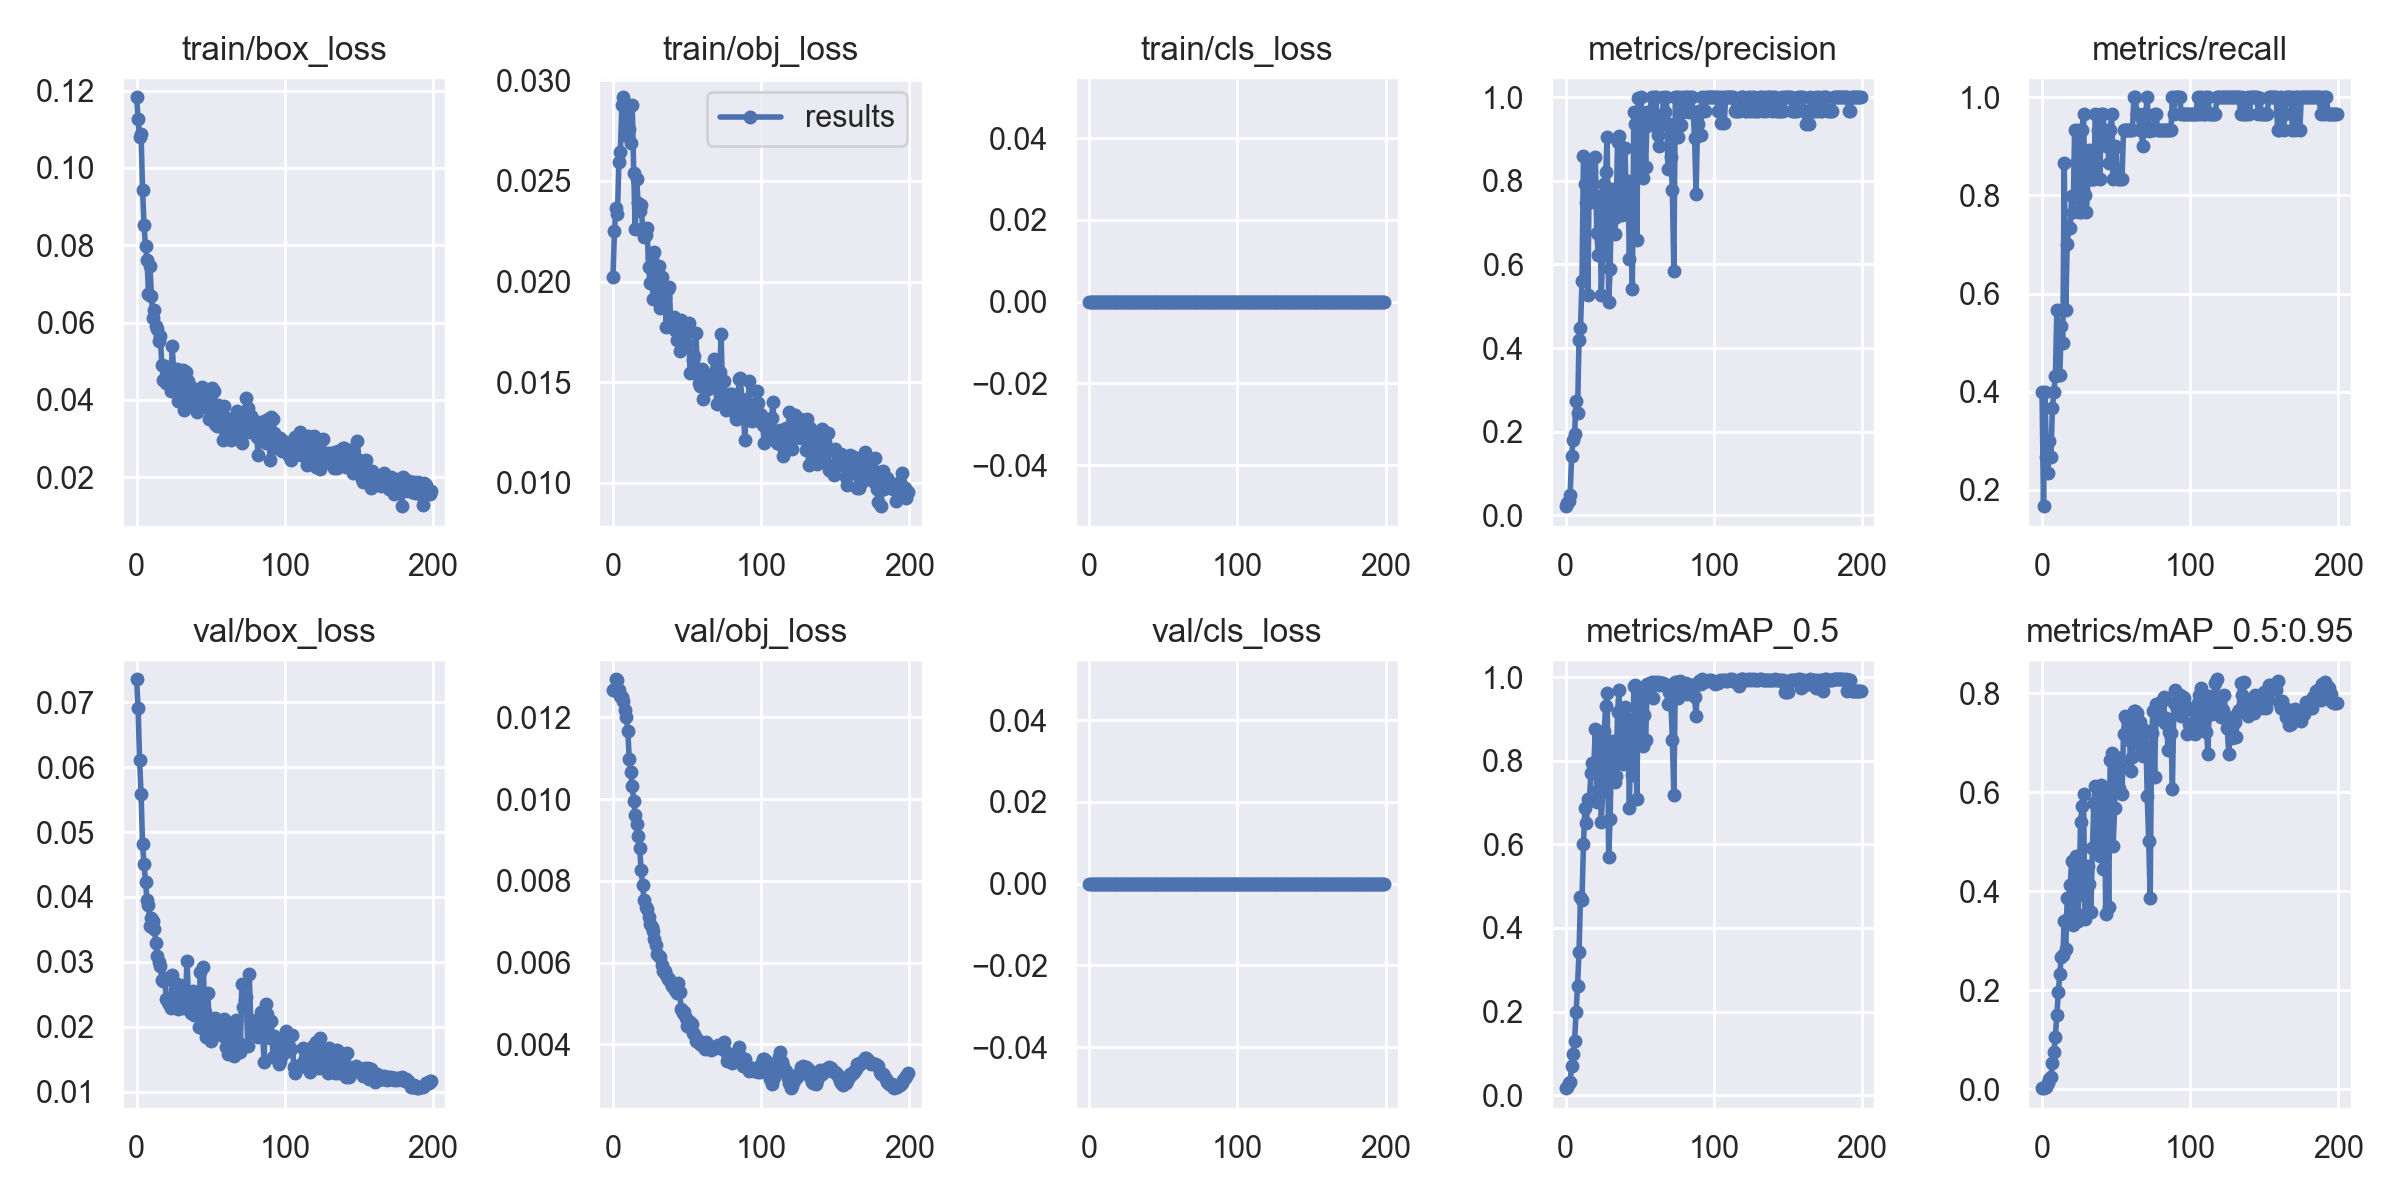 train/box_loss
0.12
0.10
0.08
0.06
0.04
0.02
0 100 200
train/obj_loss
results
0.030
0.025
0.020
0.015
0.010
0 100 200
train/cls_loss
0.04
0.02
0.00
−0.02
−0.04
0 100 200
metrics/precision
1.0
0.8
0.6
0.4
0.2
0.0
0 100 200
metrics/recall
1.0
0.8
0.6
0.4
0.2
0 100 200
val/box_loss
0.07
0.06
0.05
0.04
0.03
0.02
0.01
0 100 200
val/obj_loss
0.012
0.010
0.008
0.006
0.004
0 100 200
val/cls_loss
0.04
0.02
0.00
−0.02
−0.04
0 100 200
metrics/mAP_0.5
1.0
0.8
0.6
0.4
0.2
0.0
0 100 200
metrics/mAP_0.5:0.95
0.8
0.6
0.4
0.2
0.0
0 100 200